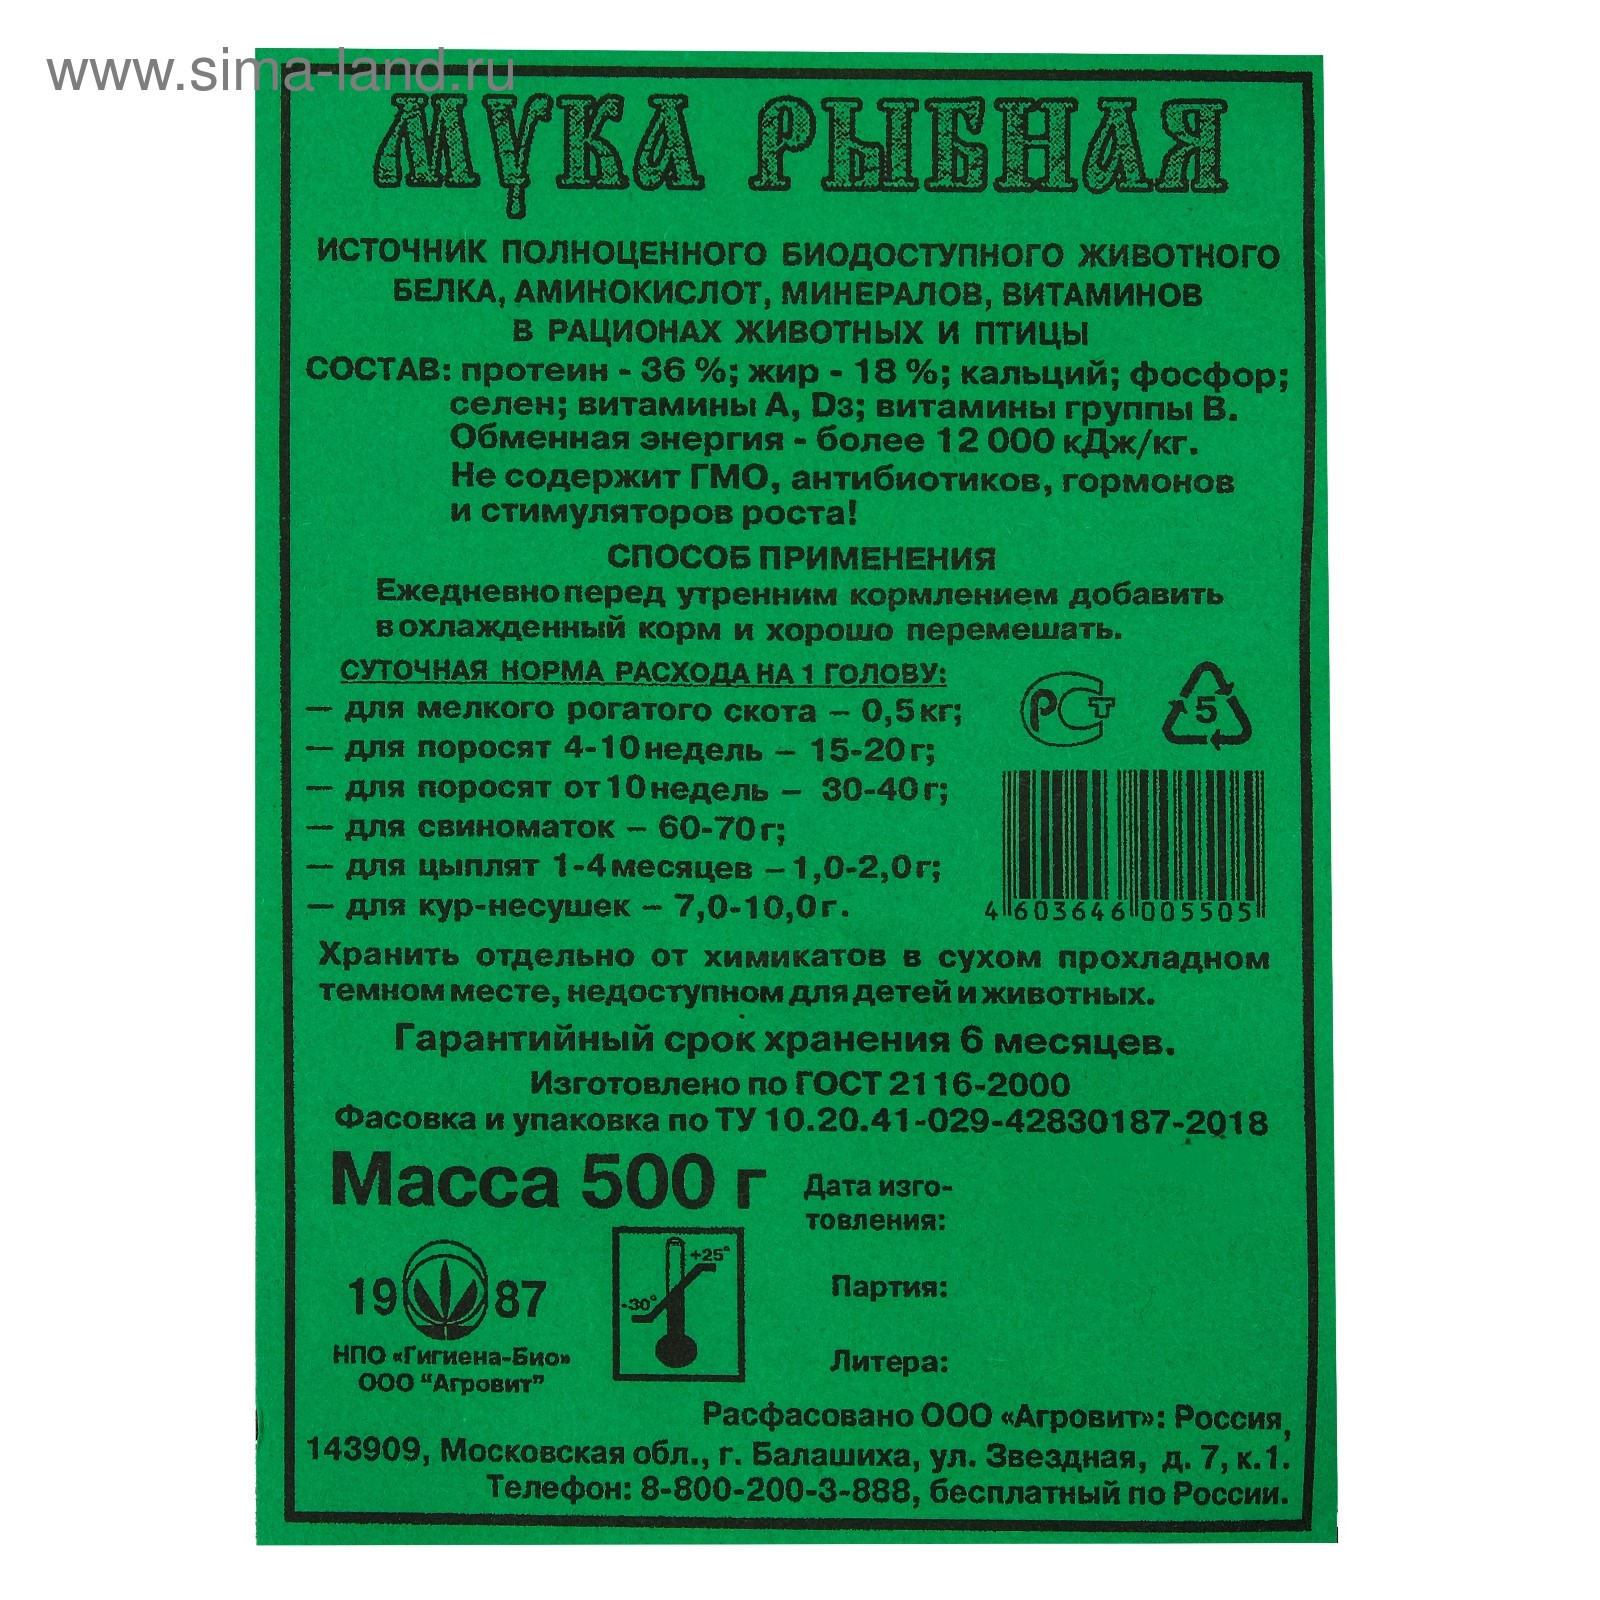 www.sima-land.ru
МУКА РЫБНАЯ
ИСТОЧНИК ПОЛНОЦЕННОГО БИОДОСТУПНОГО ЖИВОТНОГО
БЕЛКА, АМИНОКИСЛОТ, МИНЕРАЛОВ, ВИТАМИНОВ
В РАЦИОНАХ ЖИВОТНЫХ И ПТИЦЫ
СОСТАВ: протеин - 36 %; жир - 18 %; кальций; фосфор;
селен; витамины А, D3; витамины группы В.
Обменная энергия - более 12 000 кДж/кг.
Не содержит ГМО, антибиотиков, гормонов
и стимуляторов роста!
СПОСОБ ПРИМЕНЕНИЯ
Ежедневно перед утренним кормлением добавить
в охлажденный корм и хорошо перемешать.
СУТОЧНАЯ НОРМА РАСХОДА НА 1 ГОЛОВУ:
— для мелкого рогатого скота – 0,5 кг;
— для поросят 4-10 недель – 15-20 г;
— для поросят от 10 недель – 30-40 г;
— для свиноматок – 60-70 г;
— для цыплят 1-4 месяцев – 1,0-2,0 г;
— для кур-несушек – 7,0-10,0 г.
РСТ
5
4 603646 005505
Хранить отдельно от химикатов в сухом прохладном
темном месте, недоступном для детей и животных.
Гарантийный срок хранения 6 месяцев.
Изготовлено по ГОСТ 2116-2000
Фасовка и упаковка по ТУ 10.20.41-029-42830187-2018
Масса 500 г
Дата изго-
товления:
Партия:
Литера:
1987
НПО «Гигиена-Био»
ООО “Агровит”
+25°
-30°
Расфасовано ООО «Агровит»: Россия,
143909, Московская обл., г. Балашиха, ул. Звездная, д. 7, к.1.
Телефон: 8-800-200-3-888, бесплатный по России.